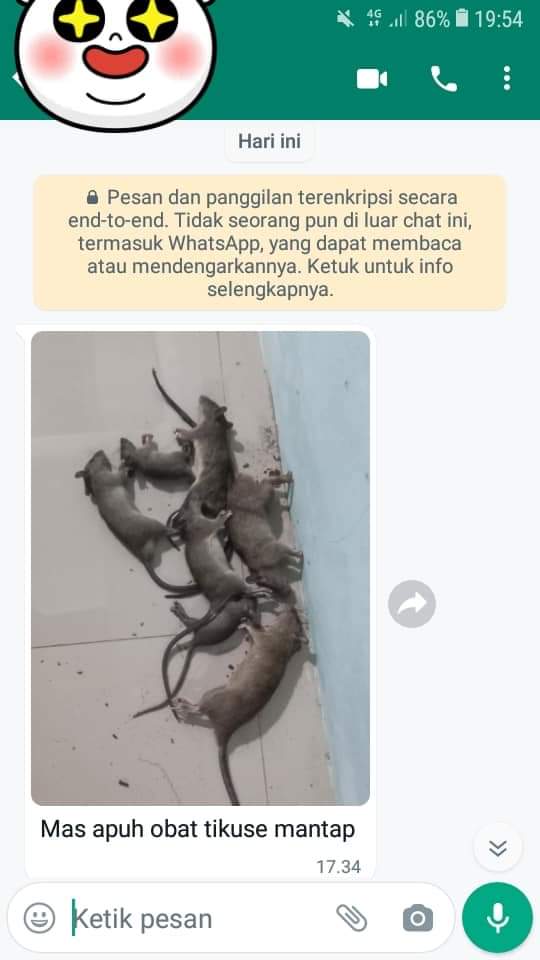 4G 86% 19:54
Hari ini
Pesan dan panggilan terenkripsi secara
end-to-end. Tidak seorang pun di luar chat ini,
termasuk WhatsApp, yang dapat membaca
atau mendengarkannya. Ketuk untuk info
selengkapnya.
Mas apuh obat tikuse mantap
17.34
Ketik pesan